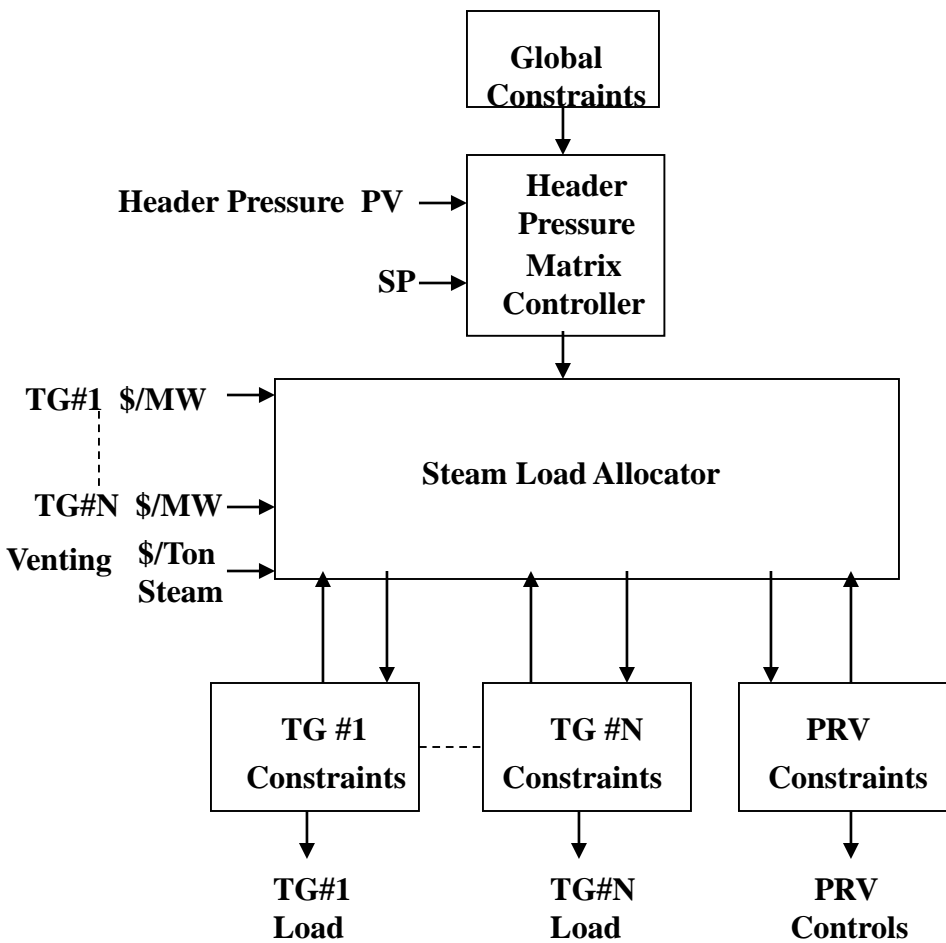 Global
Constraints
Header Pressure PV
SP
Header
Pressure
Matrix
Controller
TG#1 $/MW
TG#N $/MW
Venting $/Ton
Steam
Steam Load Allocator
TG #1
Constraints
TG #N
Constraints
PRV
Constraints
TG#1
Load
TG#N
Load
PRV
Controls